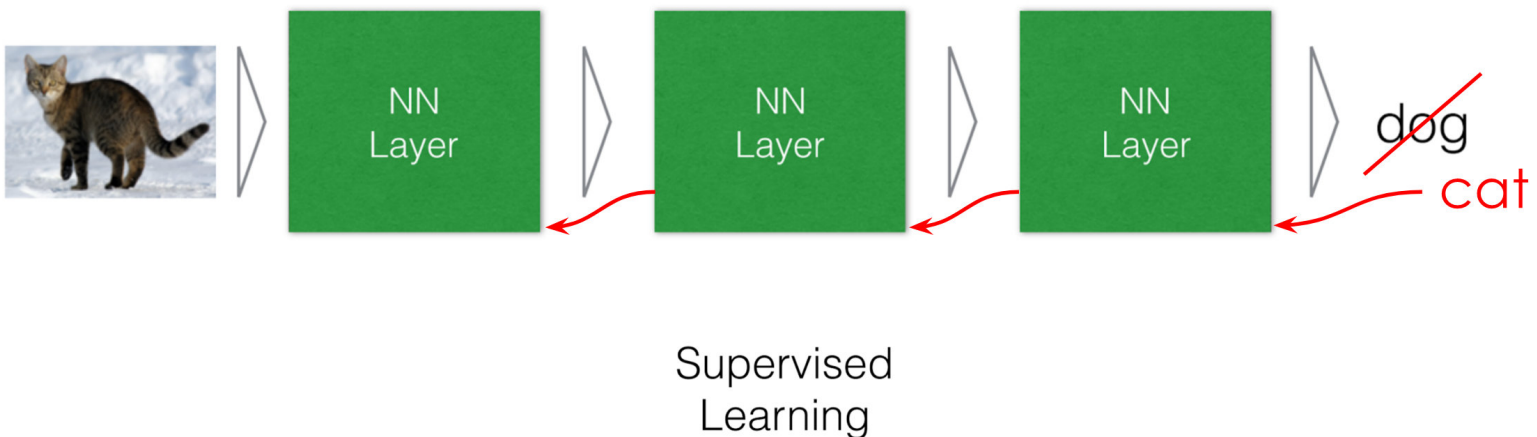 NN
Layer
NN
Layer
NN
Layer
dog
cat
Supervised
Learning